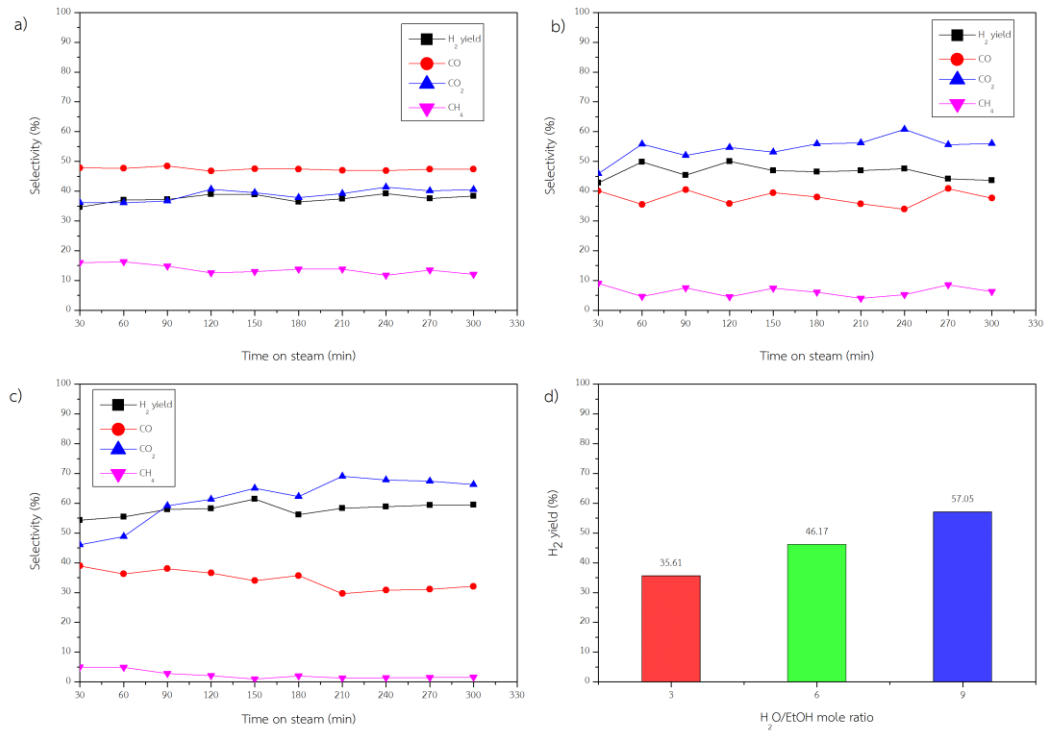 a)
100
90
80
70
60
50
40
30
20
10
0
Selectivity (%)
H2 yield
CO
CO2
CH4
30 60 90 120 150 180 210 240 270 300 330
Time on steam (min)
b)
100
90
80
70
60
50
40
30
20
10
0
Selectivity (%)
H2 yield
CO
CO2
CH4
30 60 90 120 150 180 210 240 270 300 330
Time on steam (min)
c)
100
90
80
70
60
50
40
30
20
10
0
Selectivity (%)
H2 yield
CO
CO2
CH4
30 60 90 120 150 180 210 240 270 300 330
Time on steam (min)
d)
100
90
80
70
60
50
40
30
20
10
0
H2 yield (%)
35.61
46.17
57.05
3 6 9
H2O/EtOH mole ratio